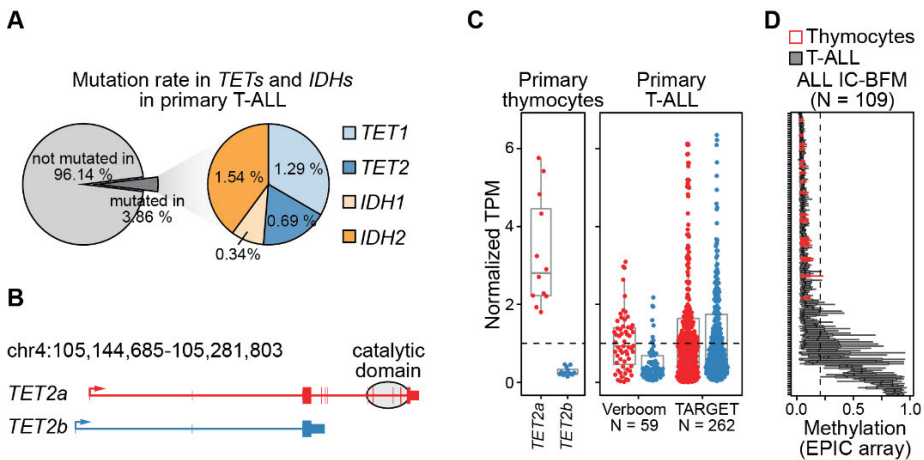 A
Mutation rate in TETs and IDHs
in primary T-ALL
not mutated in
96.14 %
mutated in
3.86 %
1.54 %
1.29 %
0.69 %
0.34%
TET1
TET2
IDH1
IDH2
B
chr4:105,144,685-105,281,803
catalytic
domain
TET2a
TET2b
C
Primary
thymocytes
Primary
T-ALL
Normalized TPM
6
4
2
0
TET2a
TET2b
Verboom
N = 59
TARGET
N = 262
D
Thymocytes
T-ALL
ALL IC-BFM
(N = 109)
0.0
0.5
1.0
Methylation
(EPIC array)